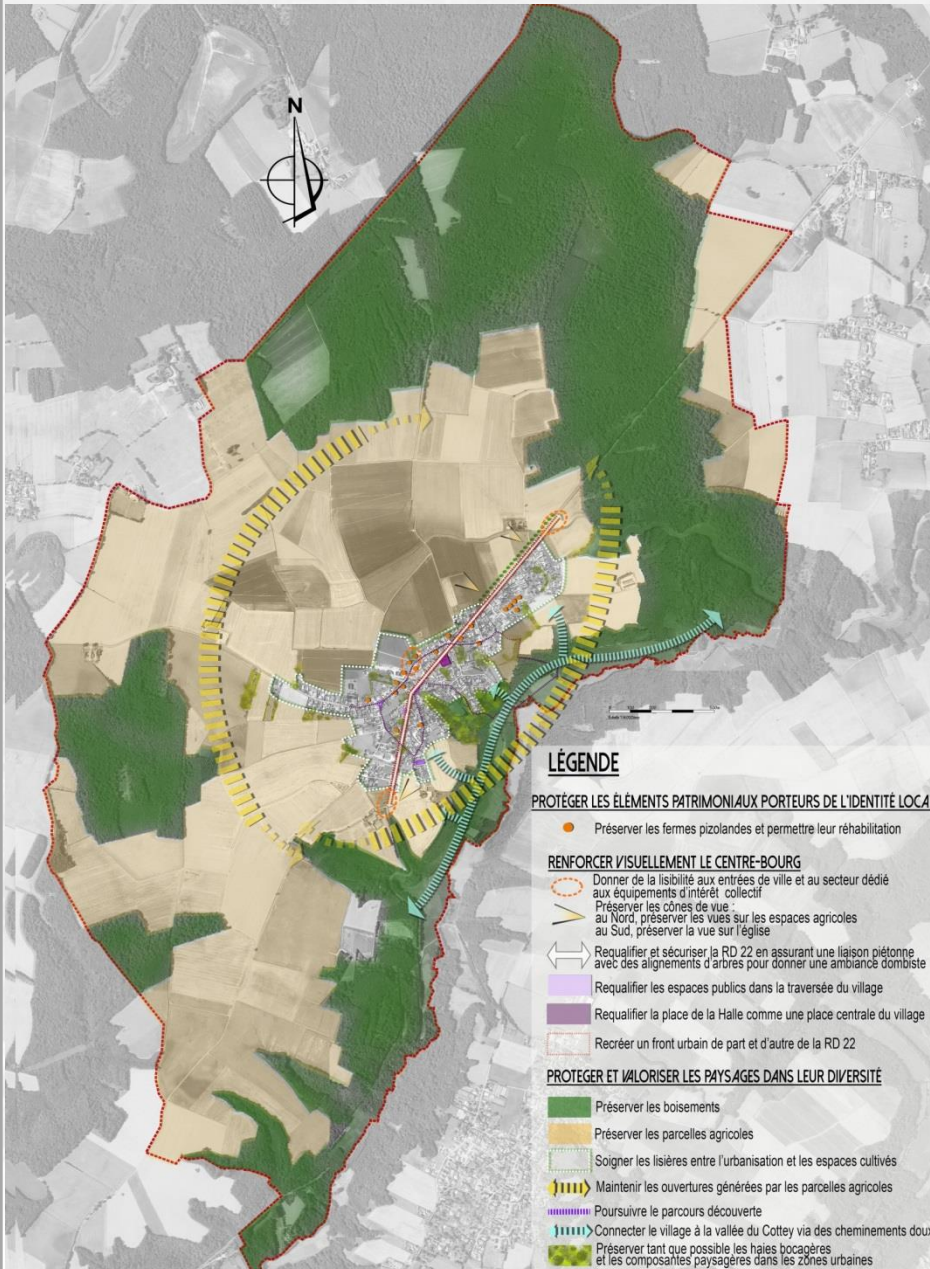 N
LÉGENDE
PROTÉGER LES ÉLÉMENTS PATRIMONIAUX PORTEURS DE L'IDENTITÉ LOCA
Préserver les fermes pizolandes et permettre leur réhabilitation
RENFORCER VISUELLEMENT LE CENTRE-BOURG
Donner de la lisibilité aux entrées de ville et au secteur dédié
aux équipements d'intérêt collectif
Préserver les cônes de vue :
au Nord, préserver les vues sur les espaces agricoles
au Sud, préserver la vue sur l'église
Requalifier et sécuriser la RD 22 en assurant une liaison piétonne
avec des alignements d'arbres pour donner une ambiance dombiste
Requalifier les espaces publics dans la traversée du village
Requalifier la place de la Halle comme une place centrale du village
Recréer un front urbain de part et d'autre de la RD 22
PROTEGER ET VALORISER LES PAYSAGES DANS LEUR DIVERSITÉ
Préserver les boisements
Préserver les parcelles agricoles
Soigner les lisières entre l'urbanisation et les espaces cultivés
Maintenir les ouvertures générées par les parcelles agricoles
Poursuivre le parcours découverte
Connecter le village à la vallée du Cottey via des cheminements doux
Préserver tant que possible les haies bocagères
et les composantes paysagères dans les zones urbaines